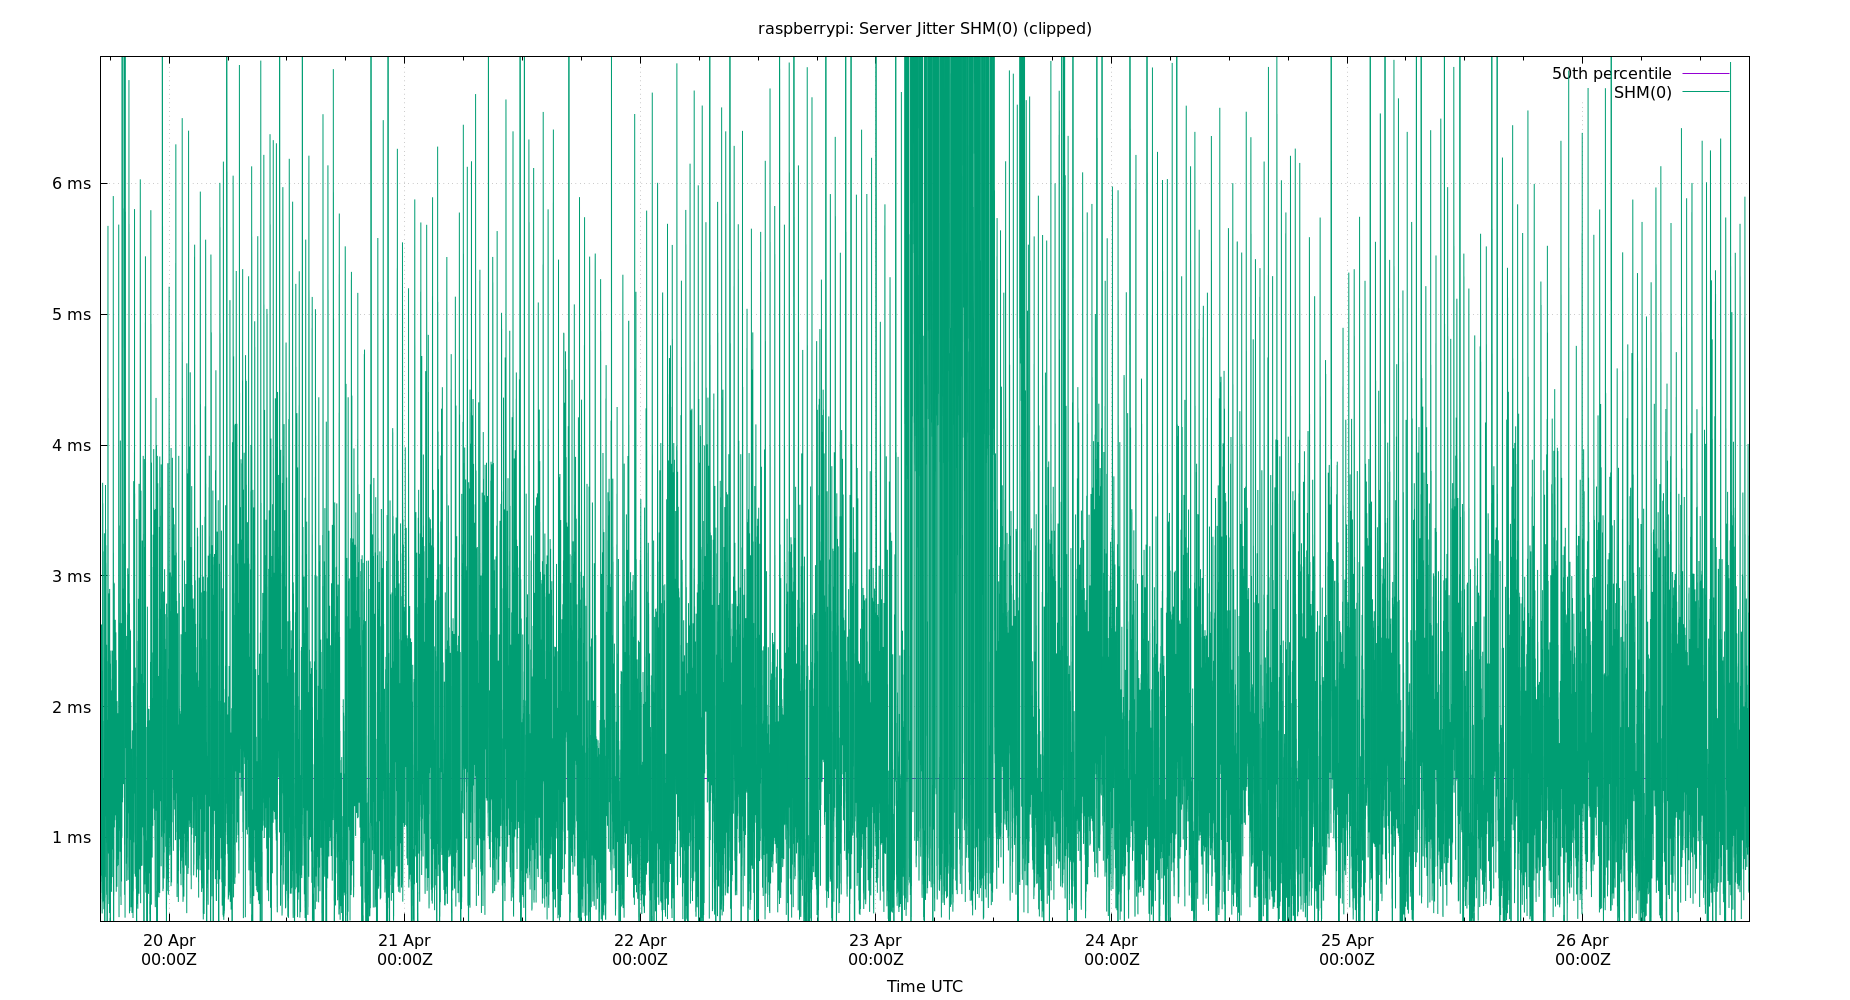 raspberrypi: Server Jitter SHM(0) (clipped)
50th percentile
SHM(0)
6 ms
5 ms
4 ms
3 ms
2 ms
1 ms
20 Apr 21 Apr 22 Apr 23 Apr 24 Apr 25 Apr 26 Apr
00:00Z 00:00Z 00:00Z 00:00Z 00:00Z 00:00Z 00:00Z
Time UTC